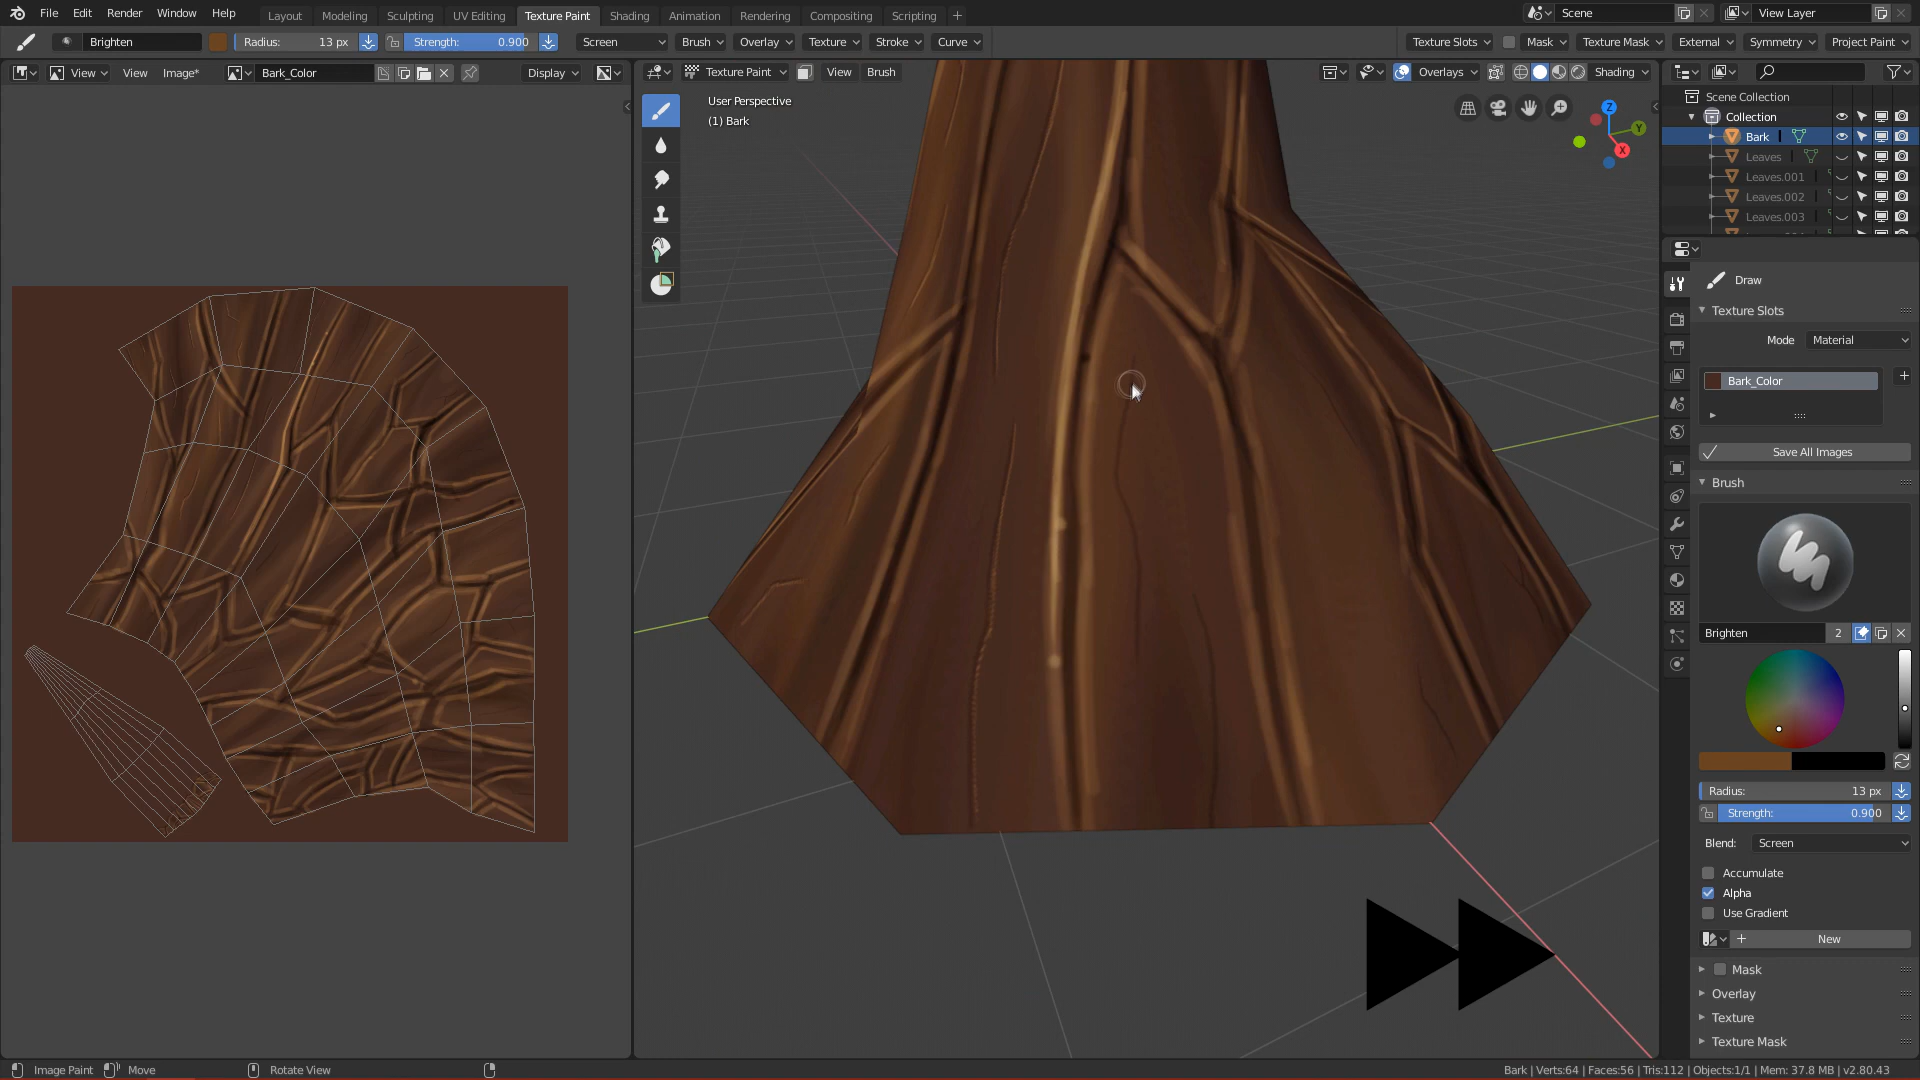 File Edit Render Window Help Layout Modeling Sculpting UV Editing Texture Paint Shading Animation Rendering Compositing Scripting + Scene View Layer
Brighten Radius: 13 px Strength: 0.900 Screen Brush Overlay Texture Stroke Curve Texture Slots Mask Texture Mask External Symmetry Project Paint
View View Image* Bark_Color Display Texture Paint View Brush Overlays Shading
User Perspective
(1) Bark
Z
Y
X
Scene Collection
Collection
Bark
Leaves
Leaves.001
Leaves.002
Leaves.003
Draw
Texture Slots
Mode Material
Bark_Color
Save All Images
Brush
Brighten 2
Radius: 13 px
Strength: 0.900
Blend: Screen
Accumulate
Alpha
Use Gradient
New
Mask
Overlay
Texture
Texture Mask
Image Paint Move Rotate View Bark | Verts:64 | Faces:56 | Tris:112 | Objects:1/1 | Mem: 37.8 MB | v2.80.43